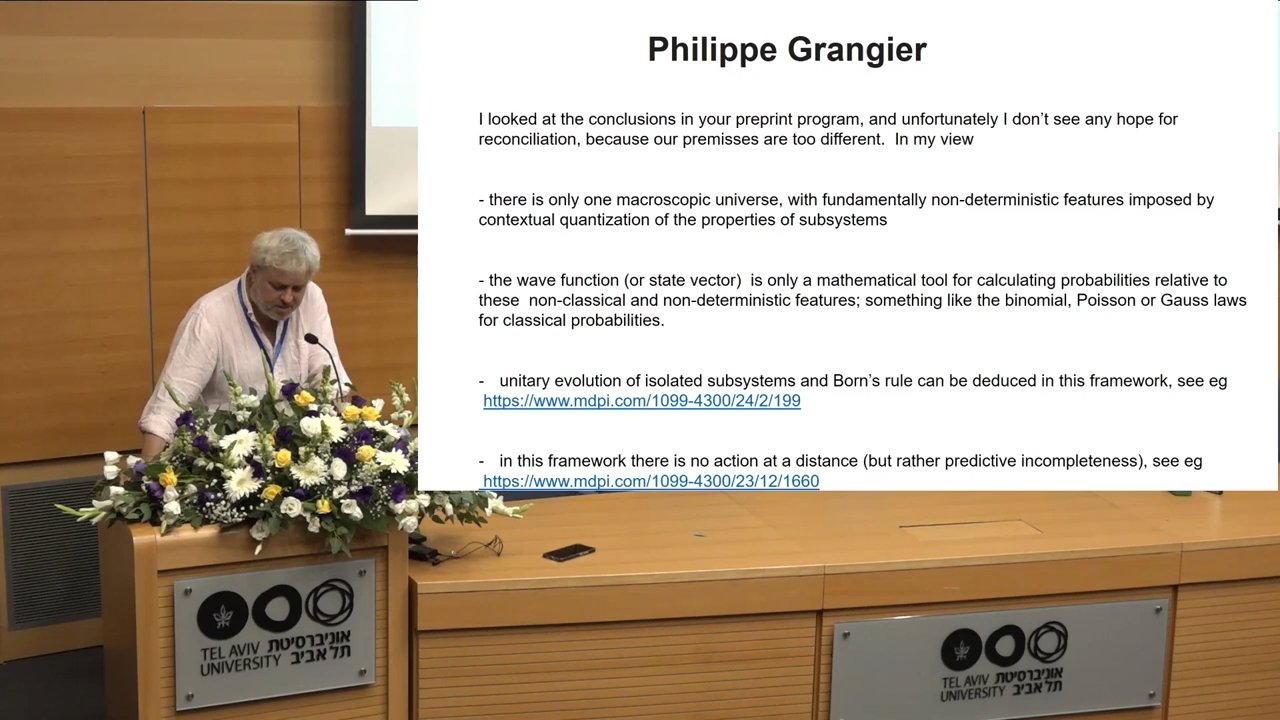 Philippe Grangier
I looked at the conclusions in your preprint program, and unfortunately I don't see any hope for
reconciliation, because our premisses are too different. In my view
- there is only one macroscopic universe, with fundamentally non-deterministic features imposed by
contextual quantization of the properties of subsystems
- the wave function (or state vector) is only a mathematical tool for calculating probabilities relative to
these non-classical and non-deterministic features; something like the binomial, Poisson or Gauss laws
for classical probabilities.
- unitary evolution of isolated subsystems and Born's rule can be deduced in this framework, see eg
https://www.mdpi.com/1099-4300/24/2/199
- in this framework there is no action at a distance (but rather predictive incompleteness), see eg
https://www.mdpi.com/1099-4300/23/12/1660
TEL AVIV אוניברסיטת
UNIVERSITY תל אביב
TEL AVIV אוניברסיטת
UNIVERSITY תל אביב